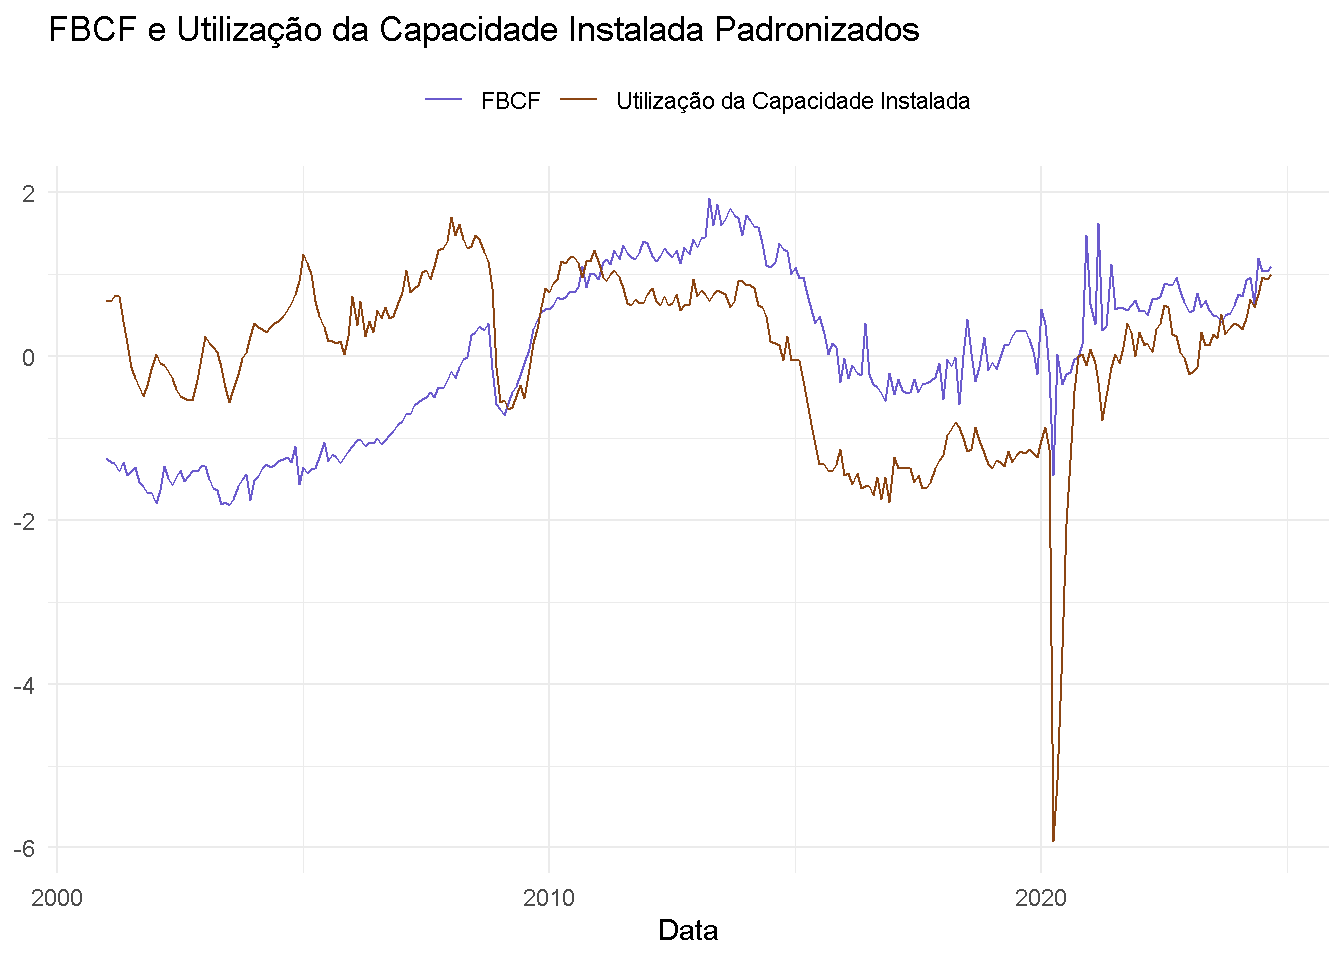 FBCF e Utilização da Capacidade Instalada Padronizados
FBCF Utilização da Capacidade Instalada
2
0
-2
-4
-6
2000 2010 2020
Data